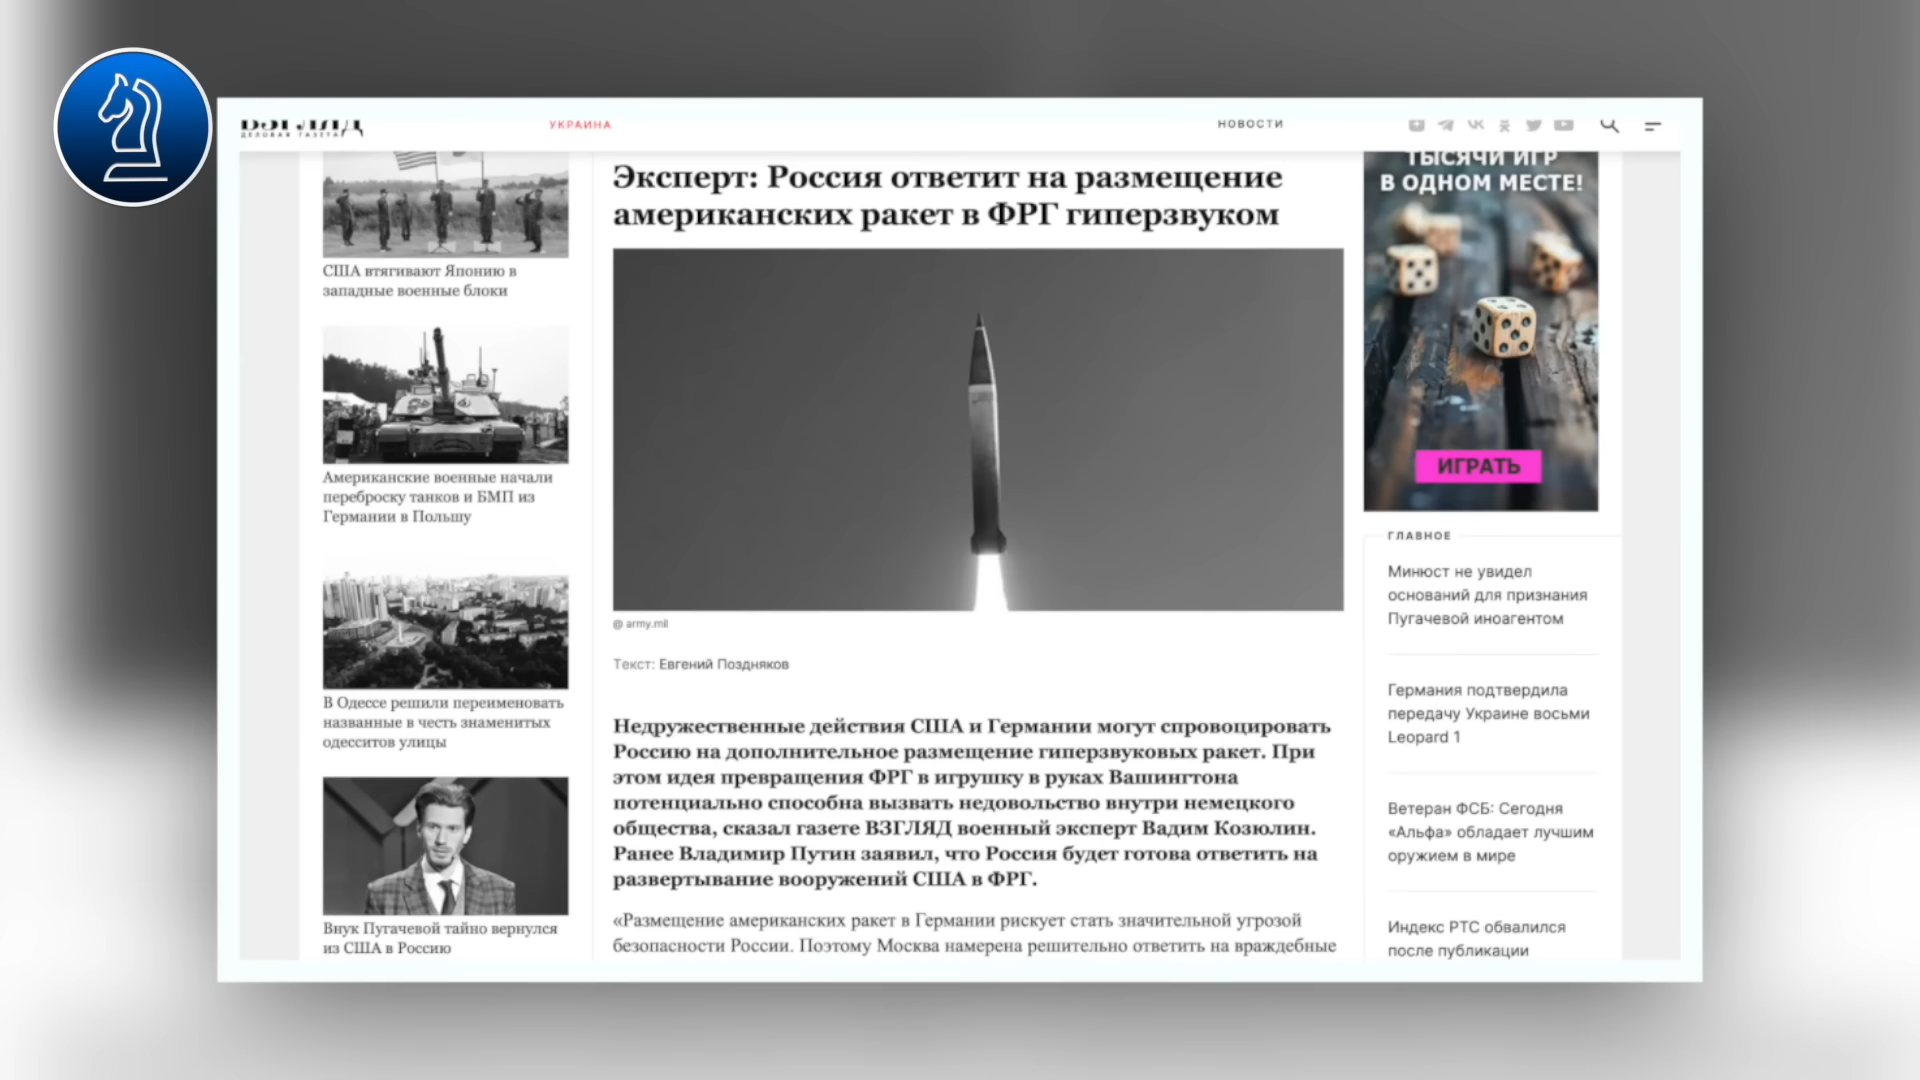 ВЗГЛЯД
ДЕЛОВАЯ ГАЗЕТА
УКРАИНА
НОВОСТИ
США втягивают Японию в
западные военные блоки
Американские военные начали
переброску танков и БМП из
Германии в Польшу
В Одессе решили переименовать
названные в честь знаменитых
одесситов улицы
Внук Пугачевой тайно вернулся
из США в Россию
Эксперт: Россия ответит на размещение
американских ракет в ФРГ гиперзвуком
@ army.mil
Текст: Евгений Поздняков
Недружественные действия США и Германии могут спровоцировать
Россию на дополнительное размещение гиперзвуковых ракет. При
этом идея превращения ФРГ в игрушку в руках Вашингтона
потенциально способна вызвать недовольство внутри немецкого
общества, сказал газете ВЗГЛЯД военный эксперт Вадим Козюлин.
Ранее Владимир Путин заявил, что Россия будет готова ответить на
развертывание вооружений США в ФРГ.
«Размещение американских ракет в Германии рискует стать значительной угрозой
безопасности России. Поэтому Москва намерена решительно ответить на враждебные
ТЫСЯЧИ ИГР
В ОДНОМ МЕСТЕ!
ИГРАТЬ
ГЛАВНОЕ
Минюст не увидел
оснований для признания
Пугачевой иноагентом
Германия подтвердила
передачу Украине восьми
Leopard 1
Ветеран ФСБ: Сегодня
«Альфа» обладает лучшим
оружием в мире
Индекс РТС обвалился
после публикации